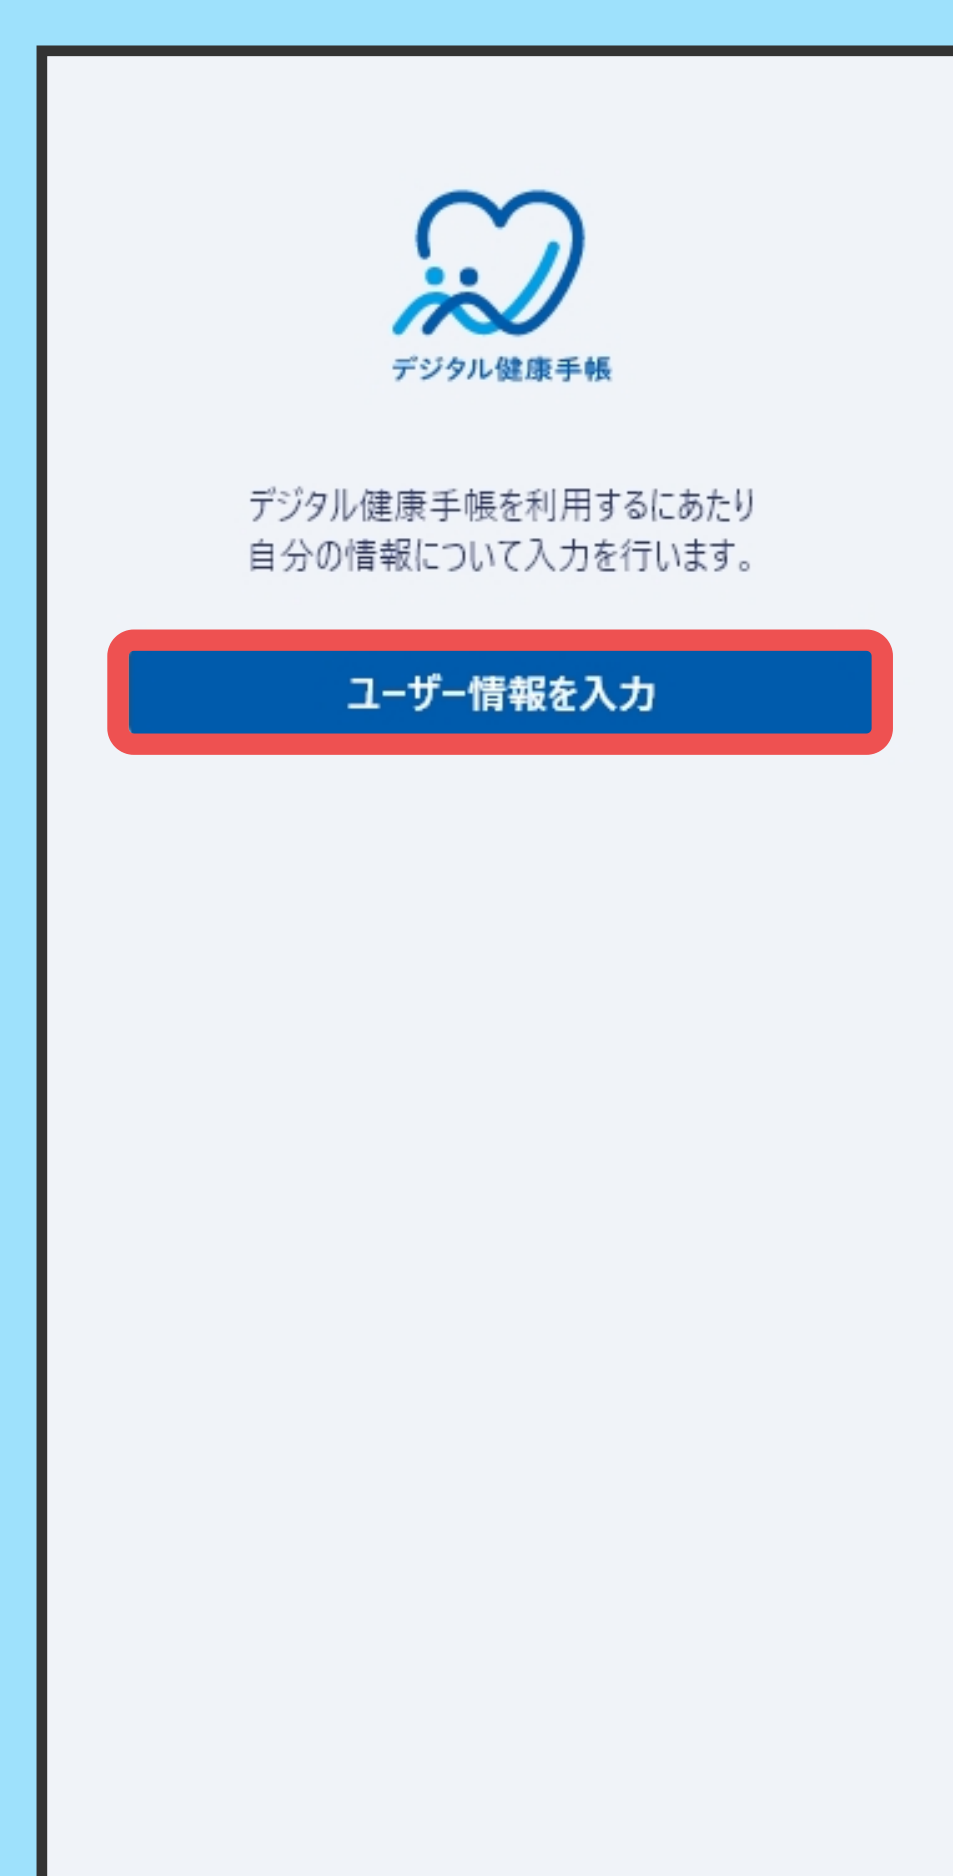 デジタル健康手帳
デジタル健康手帳を利用するにあたり
自分の情報について入力を行います。
ユーザー情報を入力